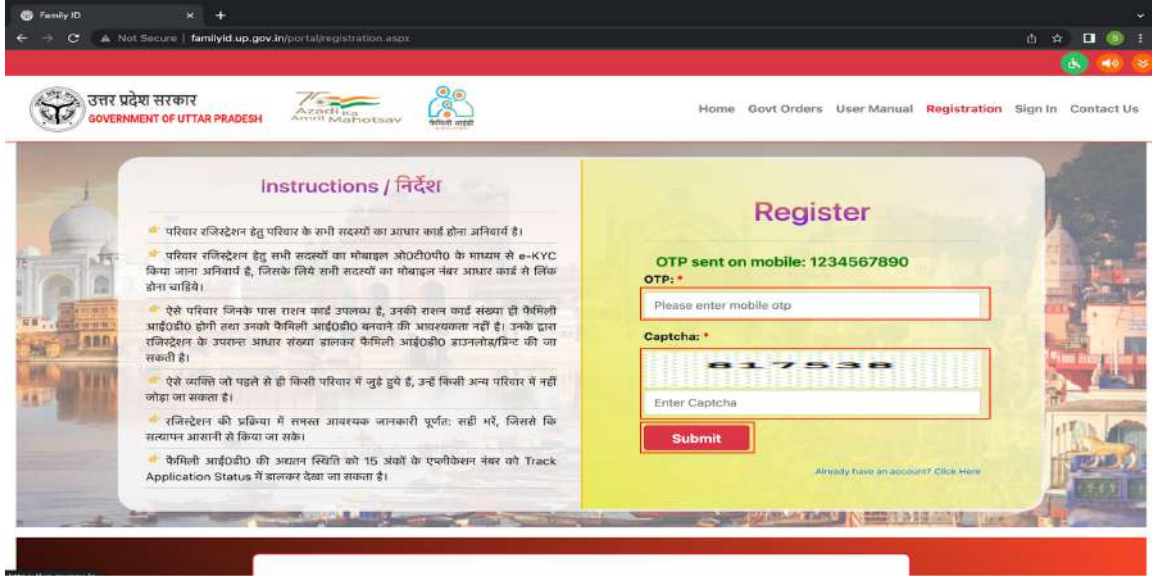 Family ID
Not Secure | familyid.up.gov.in/portal/registration.aspx
उत्तर प्रदेश सरकार
GOVERNMENT OF UTTAR PRADESH
Azadi Ka
Amrit Mahotsav
फैमिली आईडी
Home Govt Orders User Manual Registration Sign In Contact Us
Instructions / निर्देश
परिवार रजिस्ट्रेशन हेतु परिवार के सभी सदस्यों का आधार कार्ड होना अनिवार्य है।
परिवार रजिस्ट्रेशन हेतु सभी सदस्यों का मोबाइल ओ0टी0पी0 के माध्यम से e-KYC
किया जाना अनिवार्य है, जिसके लिये सभी सदस्यों का मोबाइल नंबर आधार कार्ड से लिंक
होना चाहिये।
ऐसे परिवार जिनके पास राशन कार्ड उपलब्ध है, उनकी राशन कार्ड संख्या ही फैमिली
आई0डी0 होगी तथा उनको फैमिली आई0डी0 बनवाने की आवश्यकता नहीं है। उनके द्वारा
रजिस्ट्रेशन के उपरान्त आधार संख्या डालकर फैमिली आई0डी0 डाउनलोड/प्रिन्ट की जा
सकती है।
ऐसे व्यक्ति जो पहले से ही किसी परिवार में जुड़े हुये हैं, उन्हें किसी अन्य परिवार में नहीं
जोड़ा जा सकता है।
रजिस्ट्रेशन की प्रक्रिया में समस्त आवश्यक जानकारी पूर्णत: सही भरें, जिससे कि
सत्यापन आसानी से किया जा सके।
फैमिली आई0डी0 की अद्यतन स्थिति को 15 अंकों के एप्लीकेशन नंबर को Track
Application Status में डालकर देखा जा सकता है।
Register
OTP sent on mobile: 1234567890
OTP: *
Please enter mobile otp
Captcha: *
817538
Enter Captcha
Submit
Already have an account? Click Here